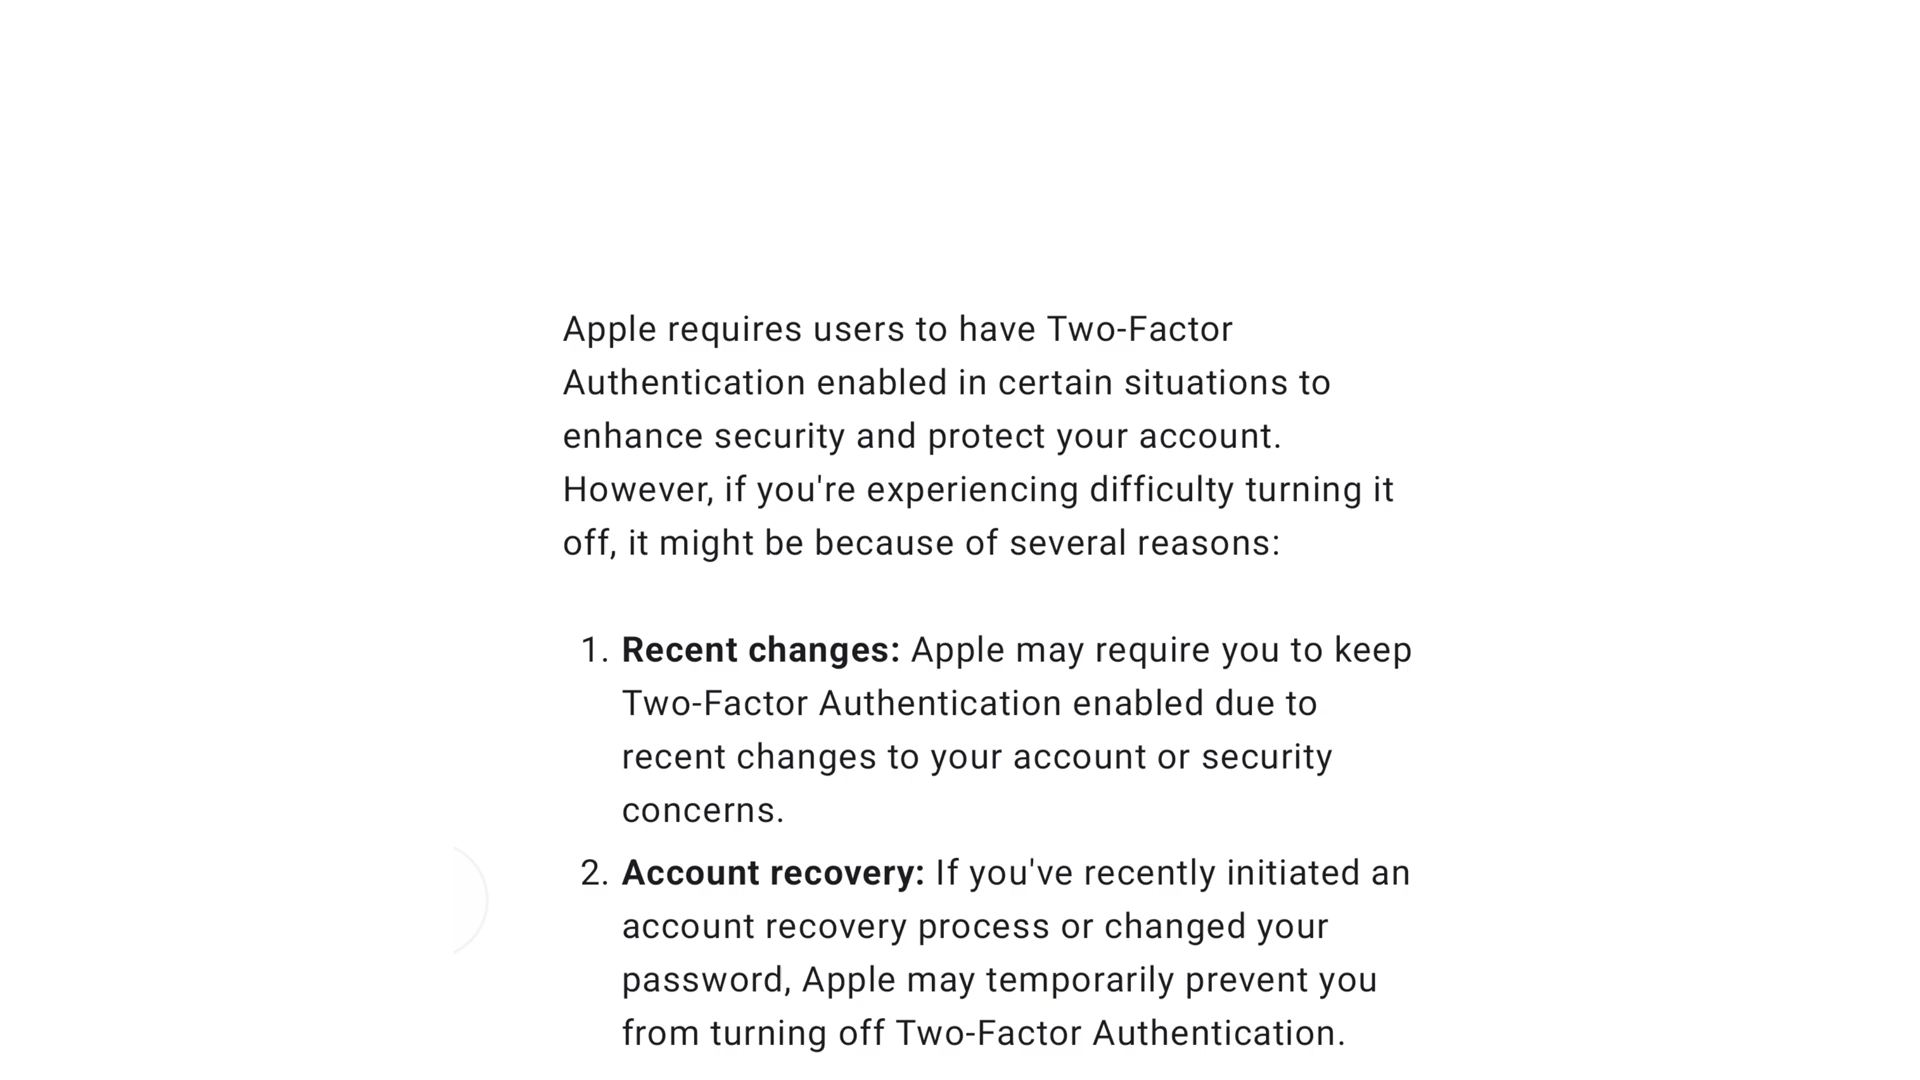 Apple requires users to have Two-Factor
Authentication enabled in certain situations to
enhance security and protect your account.
However, if you're experiencing difficulty turning it
off, it might be because of several reasons:
1. Recent changes: Apple may require you to keep
Two-Factor Authentication enabled due to
recent changes to your account or security
concerns.
2. Account recovery: If you've recently initiated an
account recovery process or changed your
password, Apple may temporarily prevent you
from turning off Two-Factor Authentication.